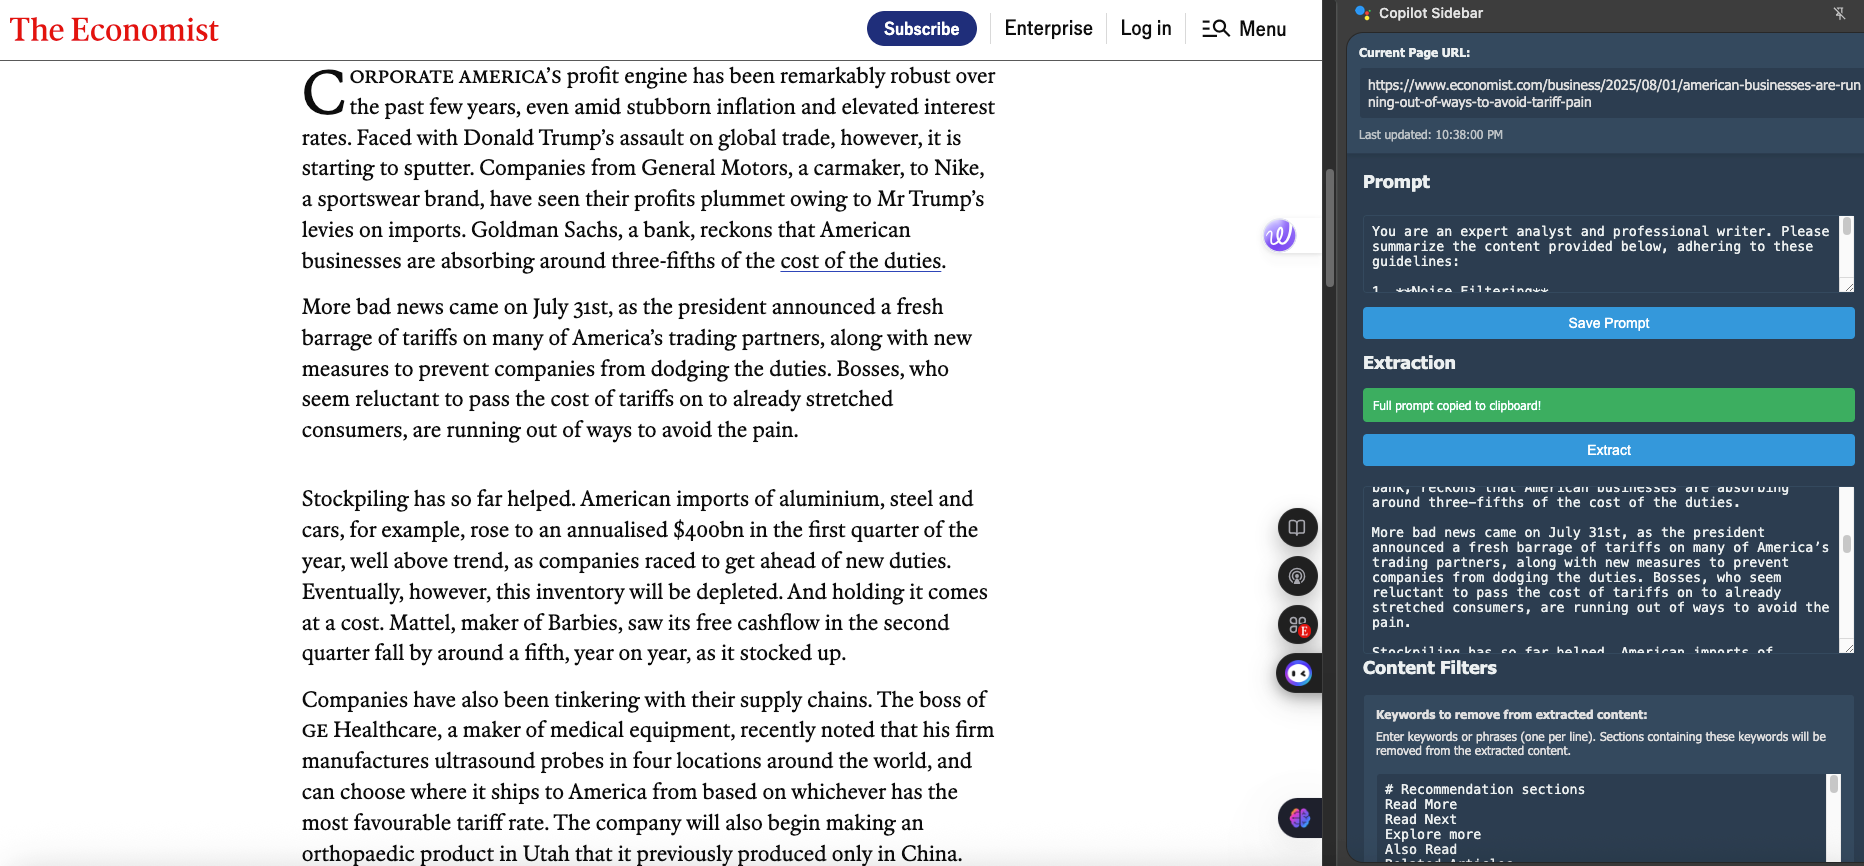 The Economist
Subscribe
Enterprise
Log in
Menu
CORPORATE AMERICA’S profit engine has been remarkably robust over
the past few years, even amid stubborn inflation and elevated interest
rates. Faced with Donald Trump’s assault on global trade, however, it is
starting to sputter. Companies from General Motors, a carmaker, to Nike,
a sportswear brand, have seen their profits plummet owing to Mr Trump’s
levies on imports. Goldman Sachs, a bank, reckons that American
businesses are absorbing around three-fifths of the cost of the duties.
More bad news came on July 31st, as the president announced a fresh
barrage of tariffs on many of America’s trading partners, along with new
measures to prevent companies from dodging the duties. Bosses, who
seem reluctant to pass the cost of tariffs on to already stretched
consumers, are running out of ways to avoid the pain.
Stockpiling has so far helped. American imports of aluminium, steel and
cars, for example, rose to an annualised $400bn in the first quarter of the
year, well above trend, as companies raced to get ahead of new duties.
Eventually, however, this inventory will be depleted. And holding it comes
at a cost. Mattel, maker of Barbies, saw its free cashflow in the second
quarter fall by around a fifth, year on year, as it stocked up.
Companies have also been tinkering with their supply chains. The boss of
GE Healthcare, a maker of medical equipment, recently noted that his firm
manufactures ultrasound probes in four locations around the world, and
can choose where it ships to America from based on whichever has the
most favourable tariff rate. The company will also begin making an
orthopaedic product in Utah that it previously produced only in China.
E
Copilot Sidebar
Current Page URL:
https://www.economist.com/business/2025/08/01/american-businesses-are-run
ning-out-of-ways-to-avoid-tariff-pain
Last updated: 10:38:00 PM
Prompt
You are an expert analyst and professional writer. Please
summarize the content provided below, adhering to these
guidelines:
1. **Noise Filtering**
Save Prompt
Extraction
Full prompt copied to clipboard!
Extract
bank, reckons that American businesses are absorbing
around three-fifths of the cost of the duties.
More bad news came on July 31st, as the president
announced a fresh barrage of tariffs on many of America’s
trading partners, along with new measures to prevent
companies from dodging the duties. Bosses, who seem
reluctant to pass the cost of tariffs on to already
stretched consumers, are running out of ways to avoid the
pain.
Stockpiling has so far helped. American imports of
Content Filters
Keywords to remove from extracted content:
Enter keywords or phrases (one per line). Sections containing these keywords will be
removed from the extracted content.
# Recommendation sections
Read More
Read Next
Explore more
Also Read
Related Articles